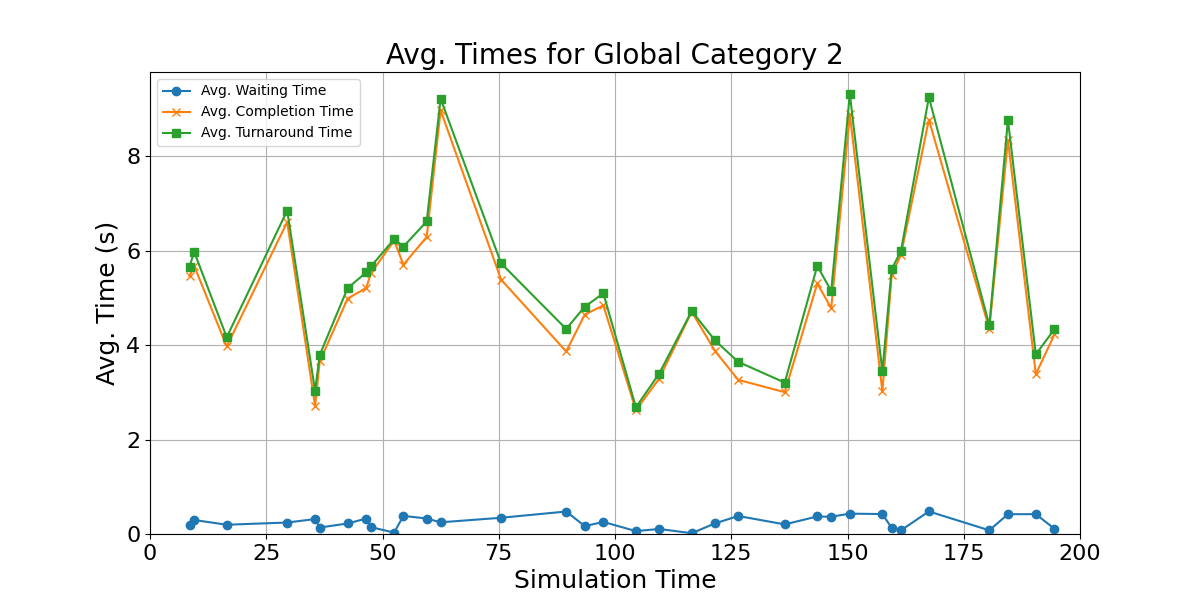 Avg. Times for Global Category 2
Avg. Waiting Time
Avg. Completion Time
Avg. Turnaround Time
Avg. Time (s)
8
6
4
2
0
0 25 50 75 100 125 150 175 200
Simulation Time